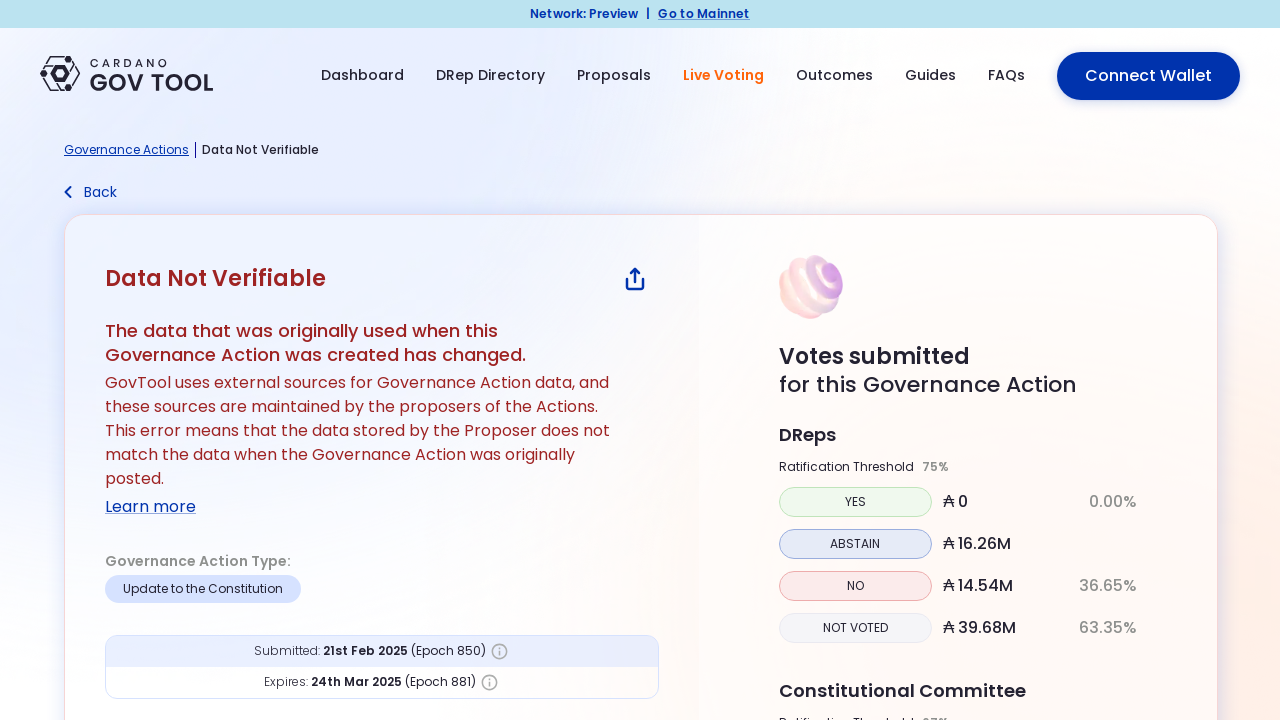 Network: Preview | Go to Mainnet
CARDANO
GOV TOOL
Dashboard
DRep Directory
Proposals
Live Voting
Outcomes
Guides
FAQs
Connect Wallet
Governance Actions | Data Not Verifiable
Back
Data Not Verifiable
The data that was originally used when this
Governance Action was created has changed.
GovTool uses external sources for Governance Action data, and
these sources are maintained by the proposers of the Actions.
This error means that the data stored by the Proposer does not
match the data when the Governance Action was originally
posted.
Learn more
Governance Action Type:
Update to the Constitution
Submitted: 21st Feb 2025 (Epoch 850)
Expires: 24th Mar 2025 (Epoch 881)
Votes submitted
for this Governance Action
DReps
Ratification Threshold 75%
YES ₳ 0 0.00%
ABSTAIN ₳ 16.26M
NO ₳ 14.54M 36.65%
NOT VOTED ₳ 39.68M 63.35%
Constitutional Committee
Ratification Threshold 67%